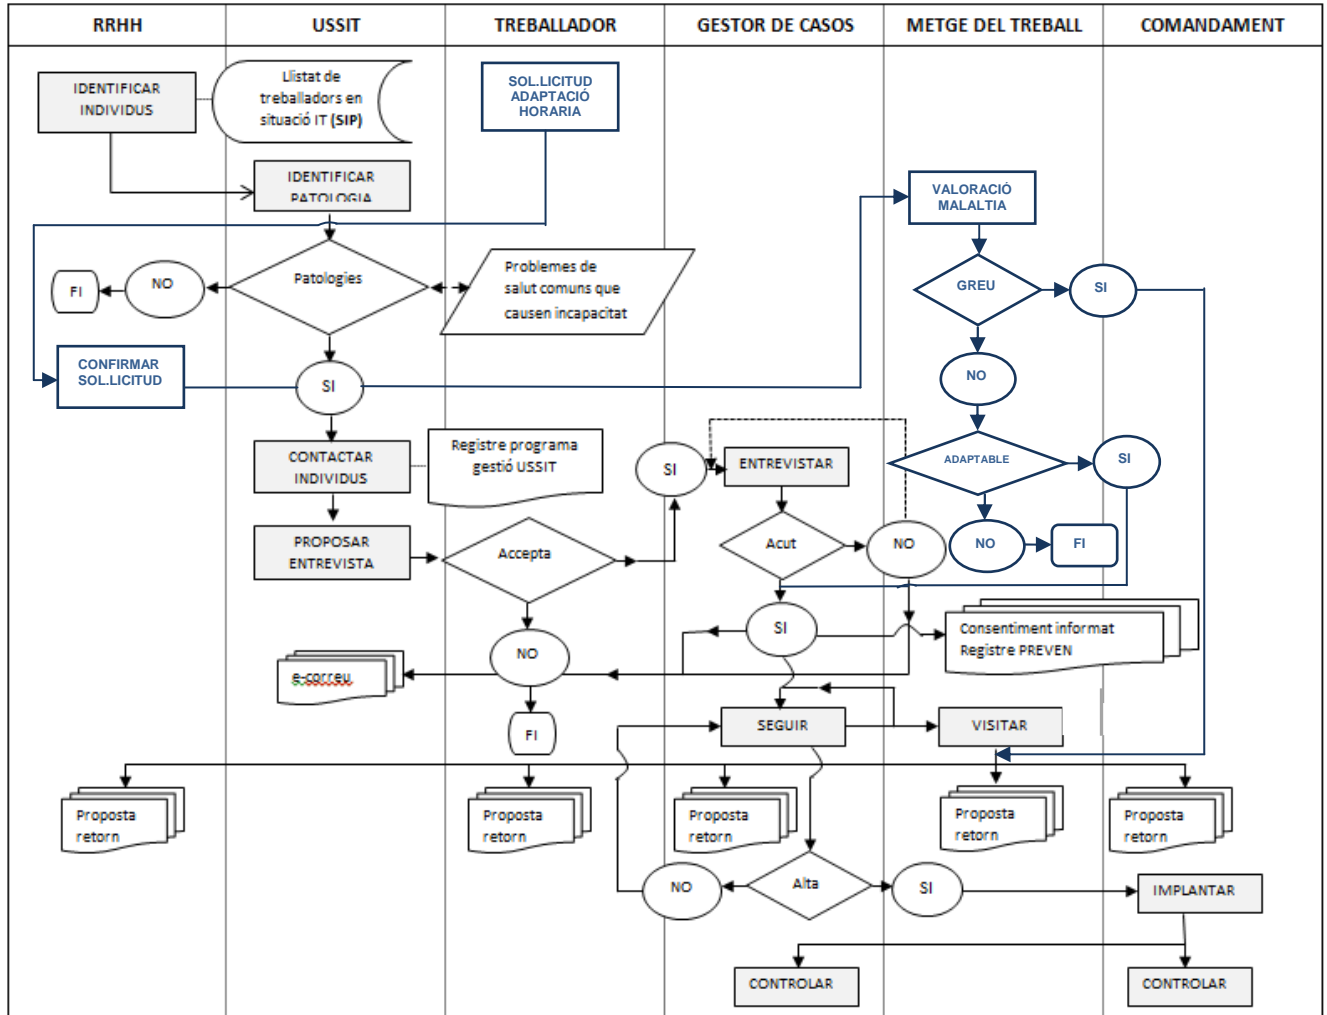 RRHH
USSIT
TREBALLADOR
GESTOR DE CASOS
METGE DEL TREBALL
COMANDAMENT
IDENTIFICAR
INDIVIDUS
Llistat de
treballadors en
situació IT (SIP)
SOL.LICITUD
ADAPTACIÓ
HORARIA
IDENTIFICAR
PATOLOGIA
VALORACIÓ
MALALTIA
FI
NO
Patologies
Problemes de
salut comuns que
causen incapacitat
GREU
SI
CONFIRMAR
SOL.LICITUD
SI
NO
CONTACTAR
INDIVIDUS
Registre programa
gestió USSIT
SI
ENTREVISTAR
ADAPTABLE
SI
PROPOSAR
ENTREVISTA
Accepta
Acut
NO
NO
FI
SI
Consentiment informat
Registre PREVEN
NO
e-correu
FI
SEGUIR
VISITAR
Proposta
retorn
Proposta
retorn
Proposta
retorn
Proposta
retorn
Proposta
retorn
NO
Alta
SI
IMPLANTAR
CONTROLAR
CONTROLAR